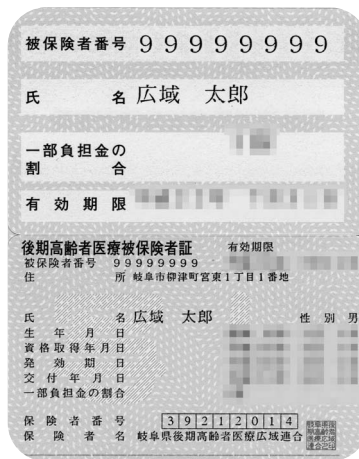 被保険者番号 99999999
氏名 広域 太郎
一部負担金の
割合
有効期限
後期高齢者医療被保険者証 有効期限
被保険者番号 99999999
住所 岐阜市柳津町宮東1丁目1番地
氏名 広域 太郎 性別 男
生年月日
資格取得年月日
発効期日
交付年月日
一部負担金の割合
保険者番号 39212014
保険者名 岐阜県後期高齢者医療広域連合